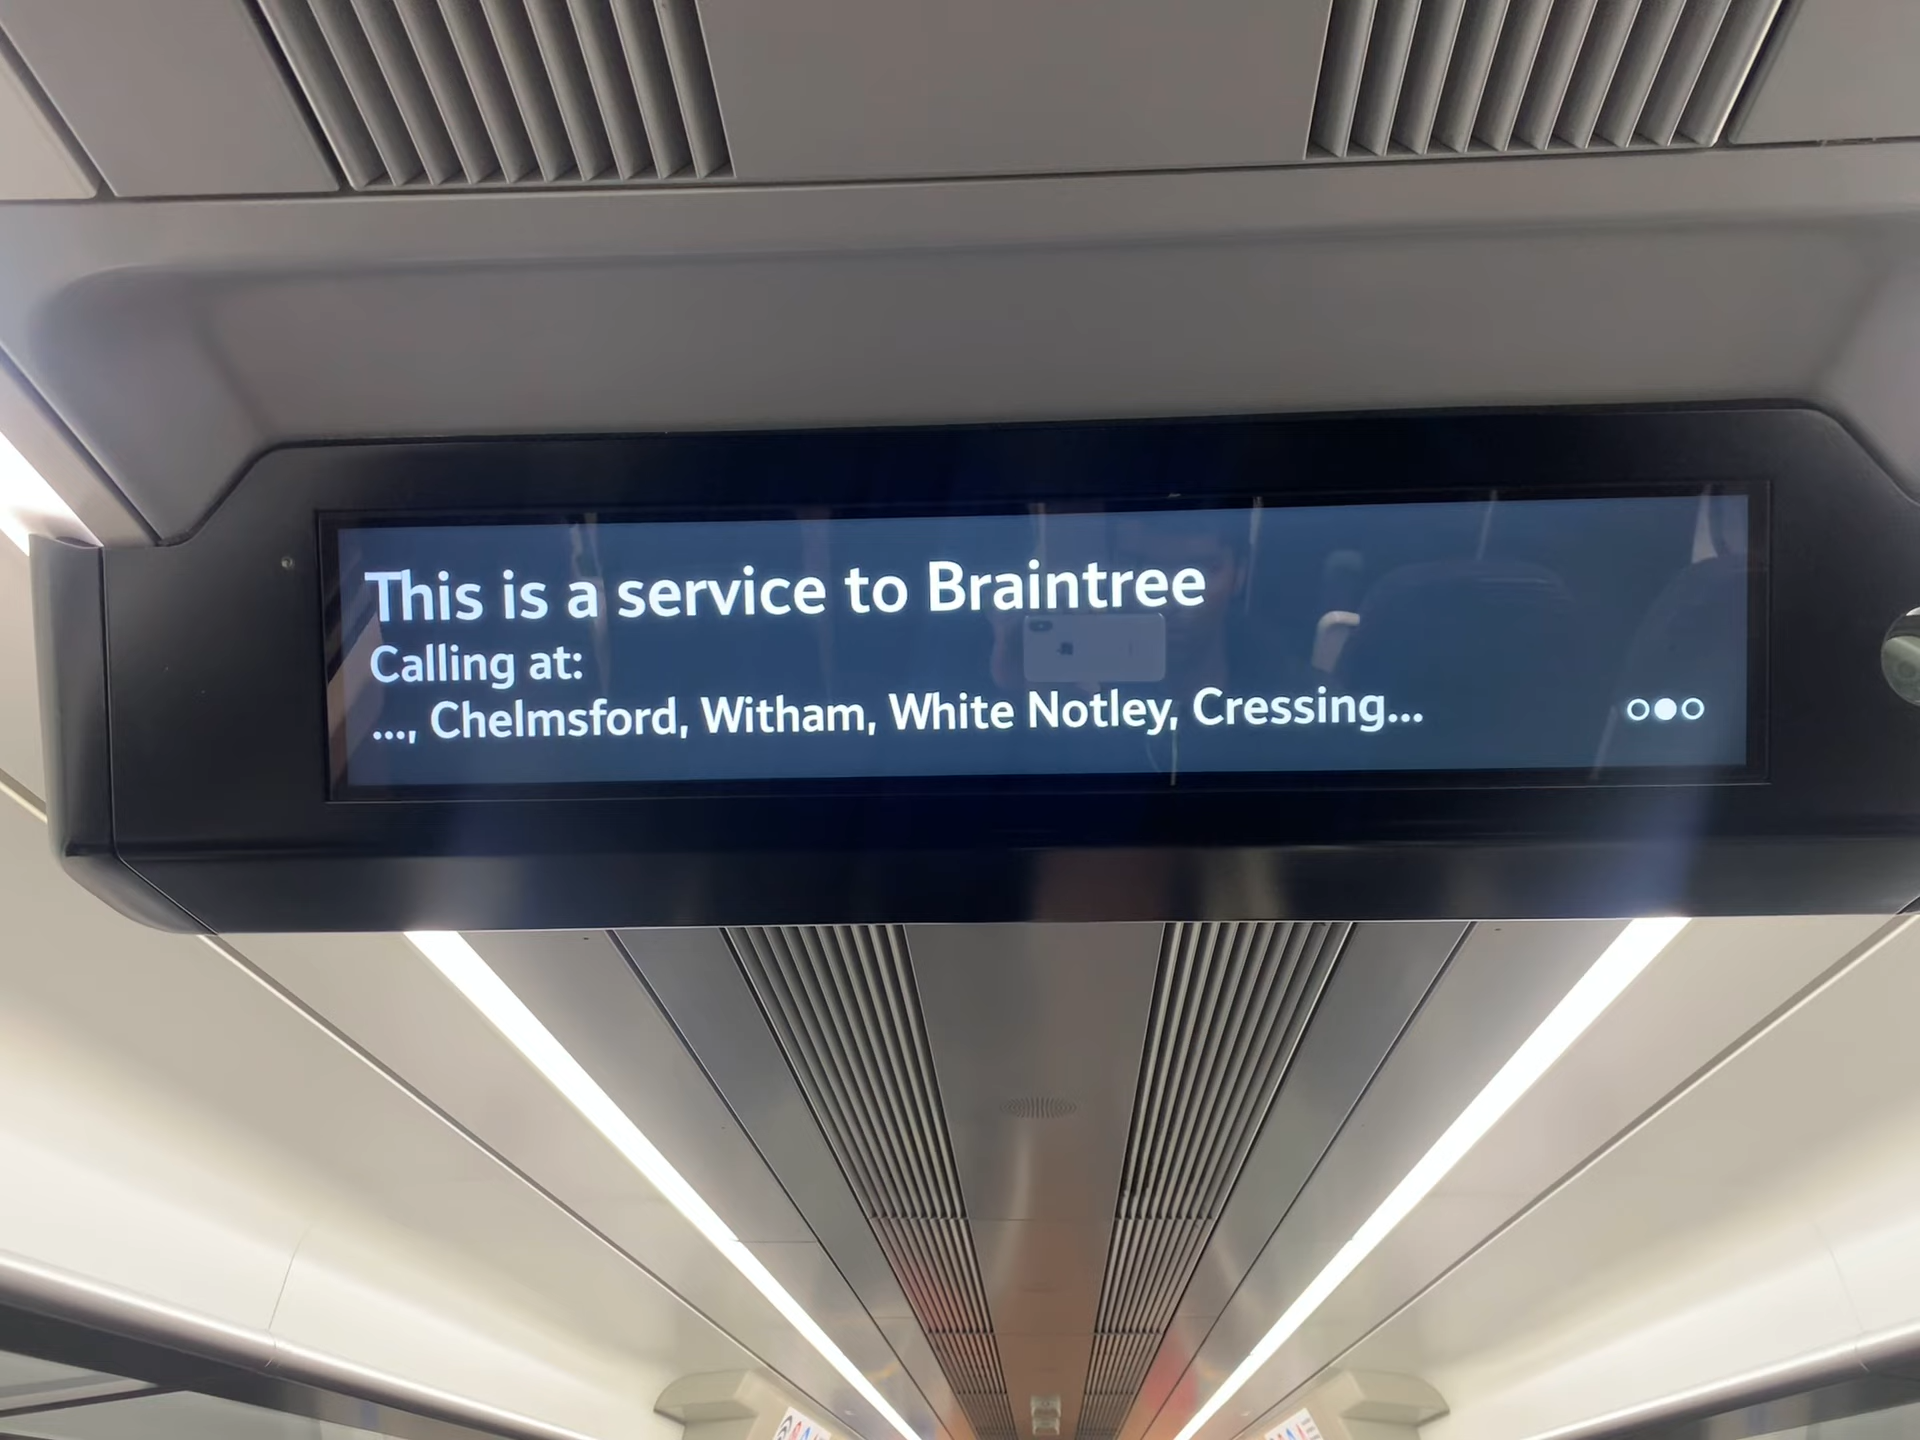 This is a service to Braintree
Calling at:
..., Chelmsford, Witham, White Notley, Cressing...